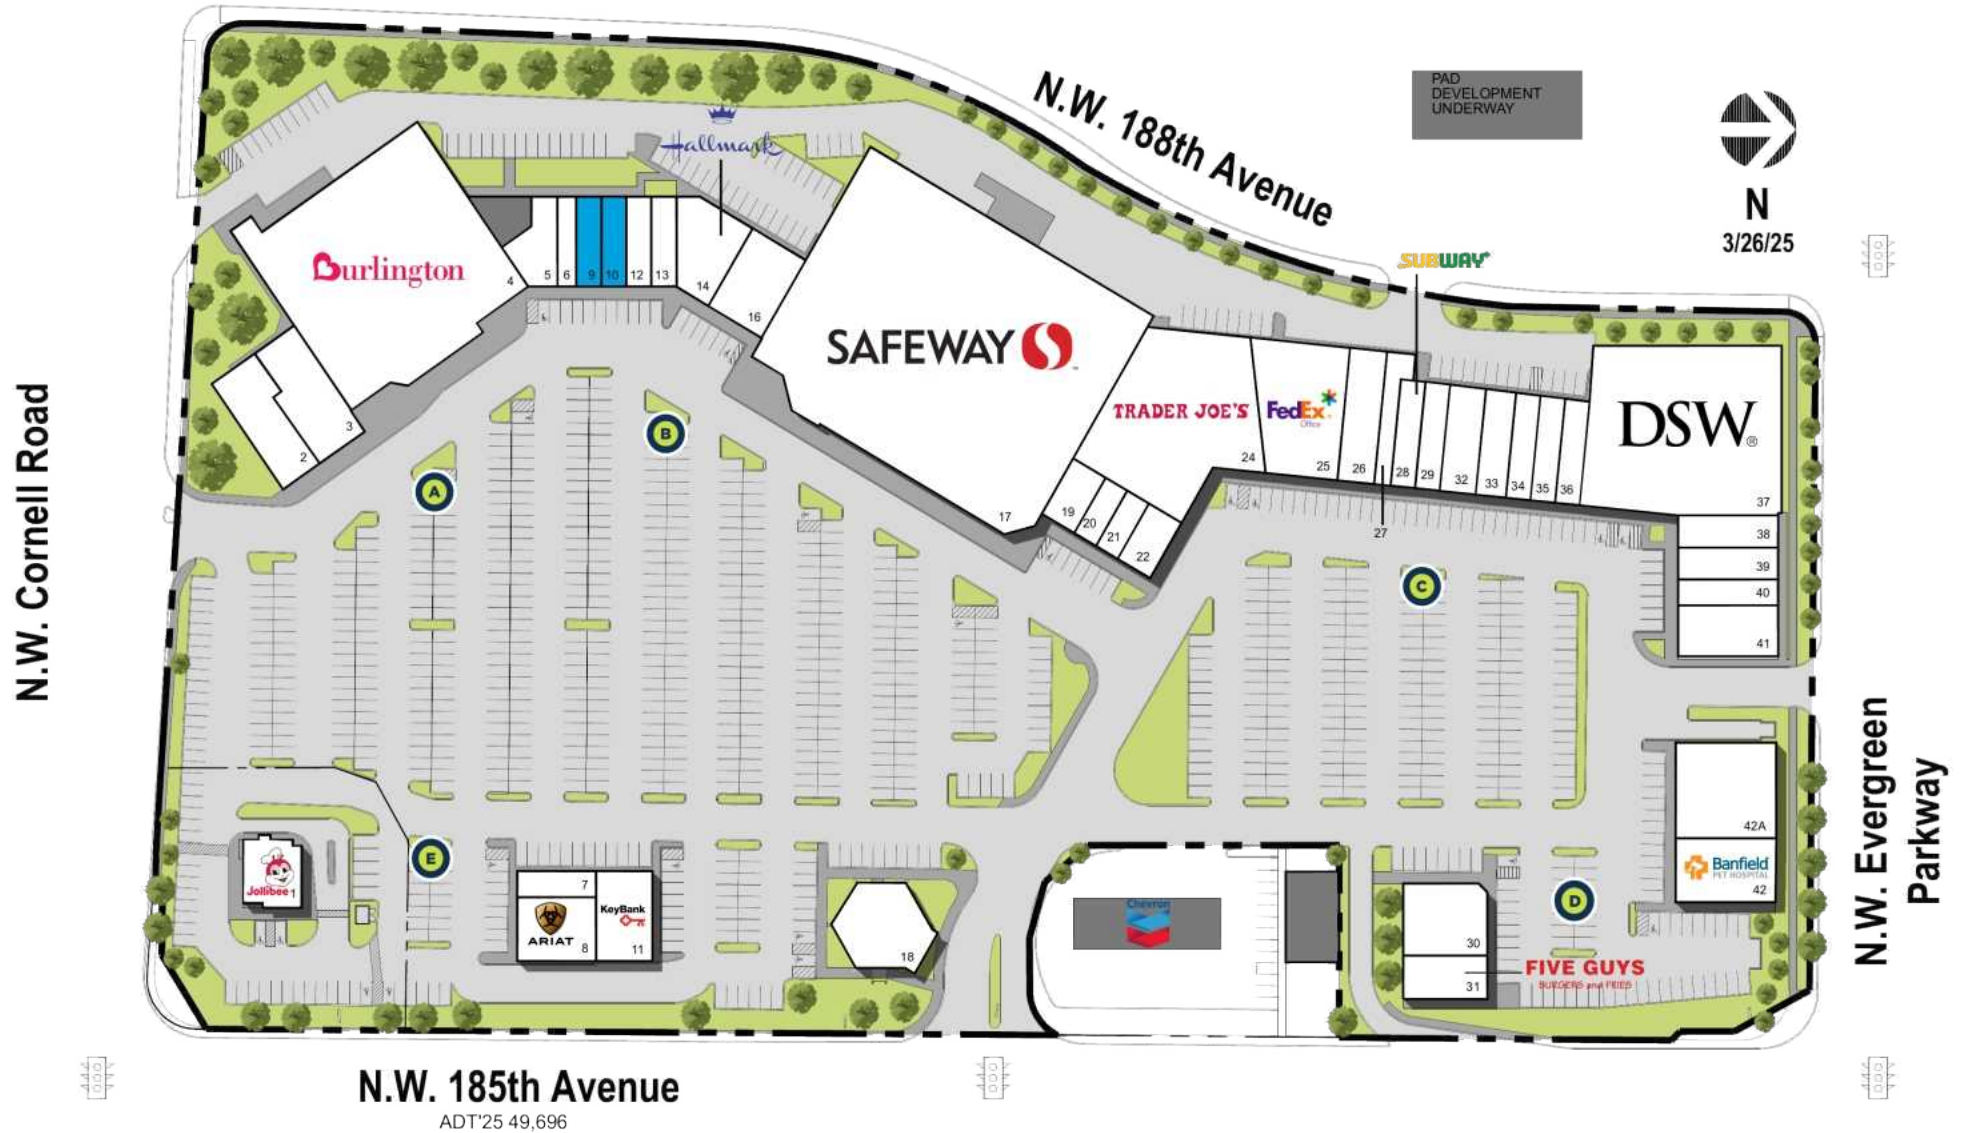 N.W. 188th Avenue
PAD
DEVELOPMENT
UNDERWAY
N
3/26/25
Hallmark
Burlington
SUBWAY
SAFEWAY
TRADER JOE'S
FedEx
Office
DSW
2
3
4
5
6
9
10
12
13
14
16
17
19
20
21
22
24
25
26
27
28
29
32
33
34
35
36
37
38
39
40
41
42A
Banfield
PET HOSPITAL
42
A
B
C
D
E
N.W. Cornell Road
N.W. Evergreen
Parkway
Jollibee 1
7
ARIAT
8
KeyBank
11
18
Chevron
30
31
FIVE GUYS
BURGERS and FRIES
N.W. 185th Avenue
ADT'25 49,696